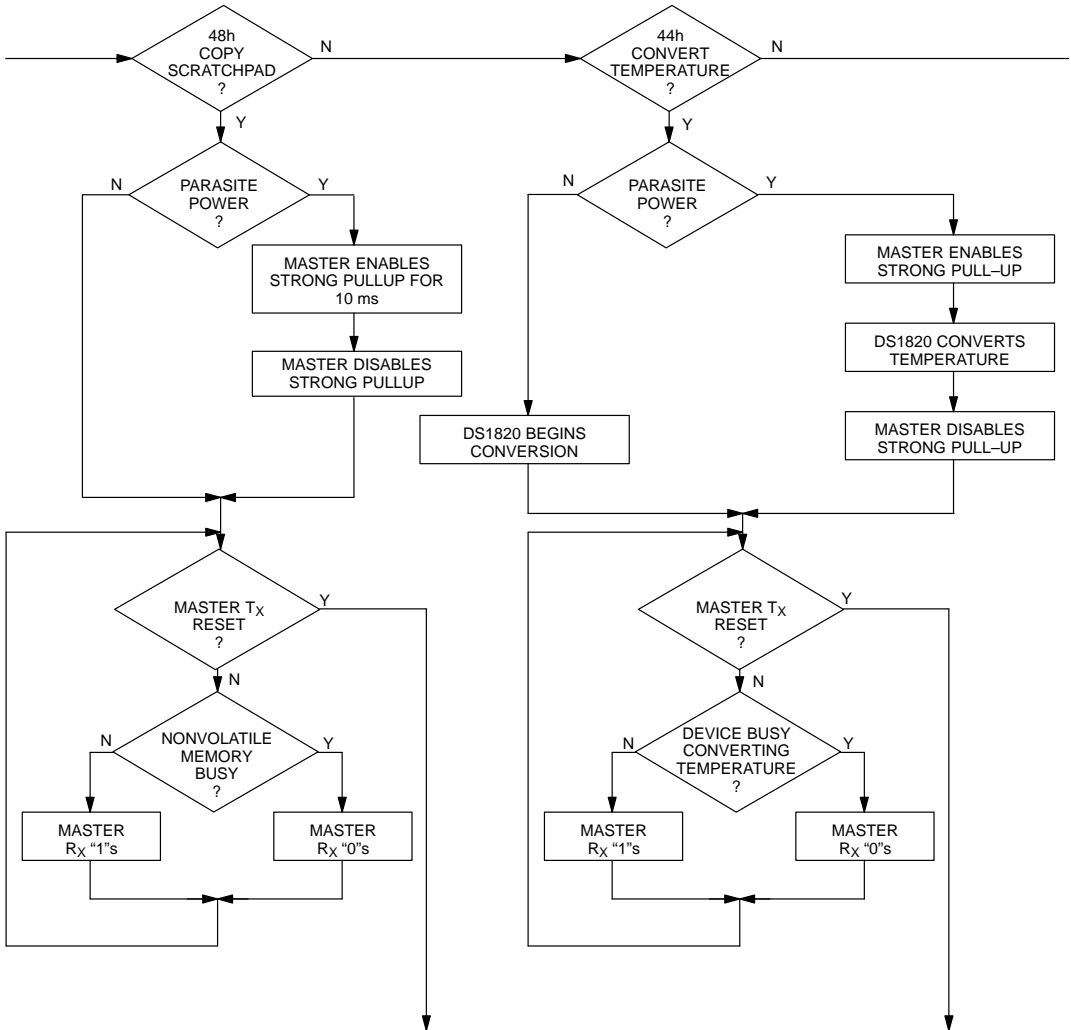 48h
COPY
SCRATCHPAD
?
N
Y
44h
CONVERT
TEMPERATURE
?
N
Y
N
PARASITE
POWER
?
Y
MASTER ENABLES
STRONG PULLUP FOR
10 ms
MASTER DISABLES
STRONG PULLUP
N
PARASITE
POWER
?
Y
MASTER ENABLES
STRONG PULL–UP
DS1820 CONVERTS
TEMPERATURE
MASTER DISABLES
STRONG PULL–UP
DS1820 BEGINS
CONVERSION
MASTER TX
RESET
?
Y
N
N
NONVOLATILE
MEMORY
BUSY
?
Y
MASTER
RX “1”s
MASTER
RX “0”s
MASTER TX
RESET
?
Y
N
N
DEVICE BUSY
CONVERTING
TEMPERATURE
?
Y
MASTER
RX “1”s
MASTER
RX “0”s